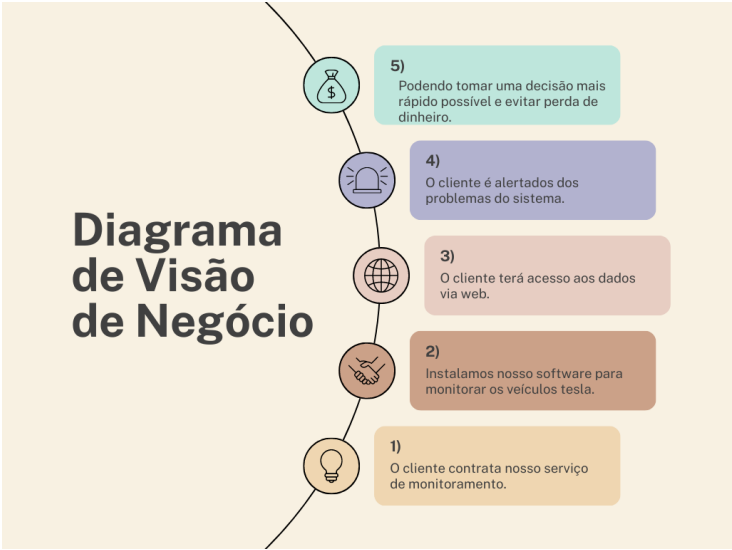 Diagrama
de Visão
de Negócio
5)
Podendo tomar uma decisão mais
rápido possível e evitar perda de
dinheiro.
4)
O cliente é alertados dos
problemas do sistema.
3)
O cliente terá acesso aos dados
via web.
2)
Instalamos nosso software para
monitorar os veículos tesla.
1)
O cliente contrata nosso serviço
de monitoramento.
$